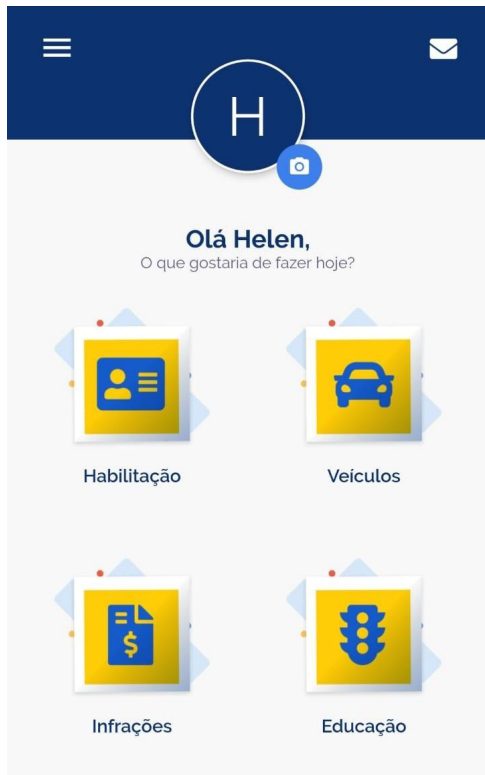 H
Olá Helen,
O que gostaria de fazer hoje?
Habilitação
Veículos
$
Infrações
Educação